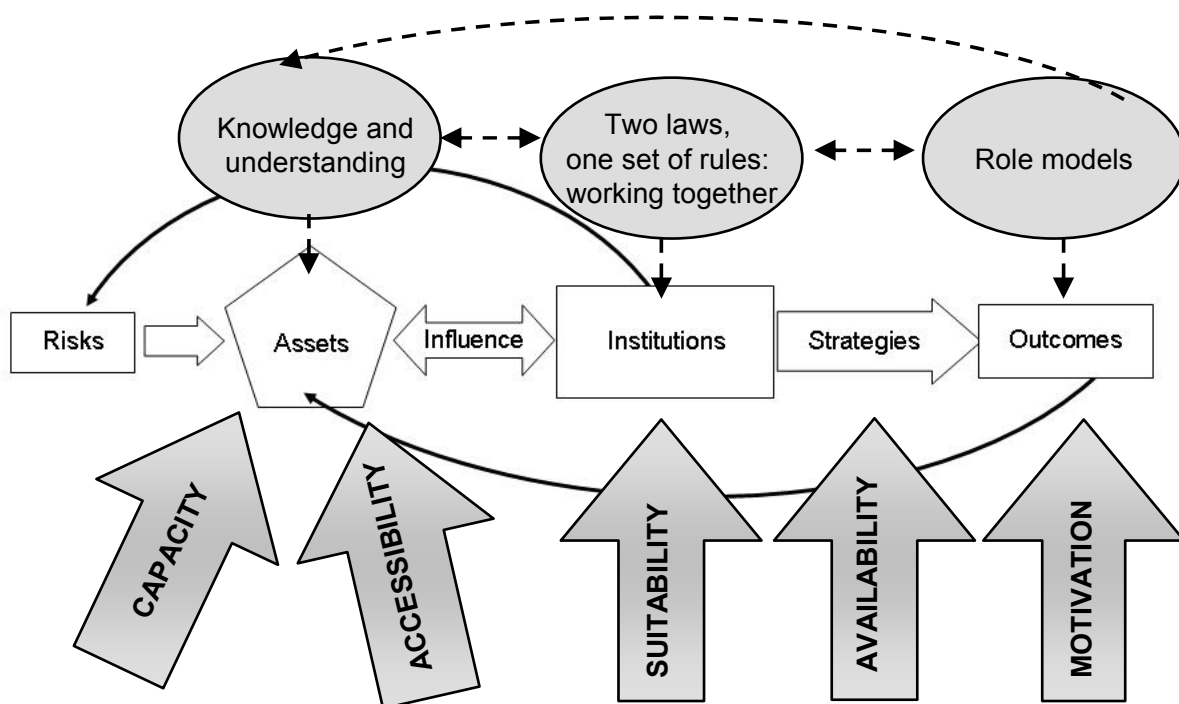 Knowledge and
understanding
Two laws,
one set of rules:
working together
Role models
Risks
Assets
Influence
Institutions
Strategies
Outcomes
CAPACITY
ACCESSIBILITY
SUITABILITY
AVAILABILITY
MOTIVATION